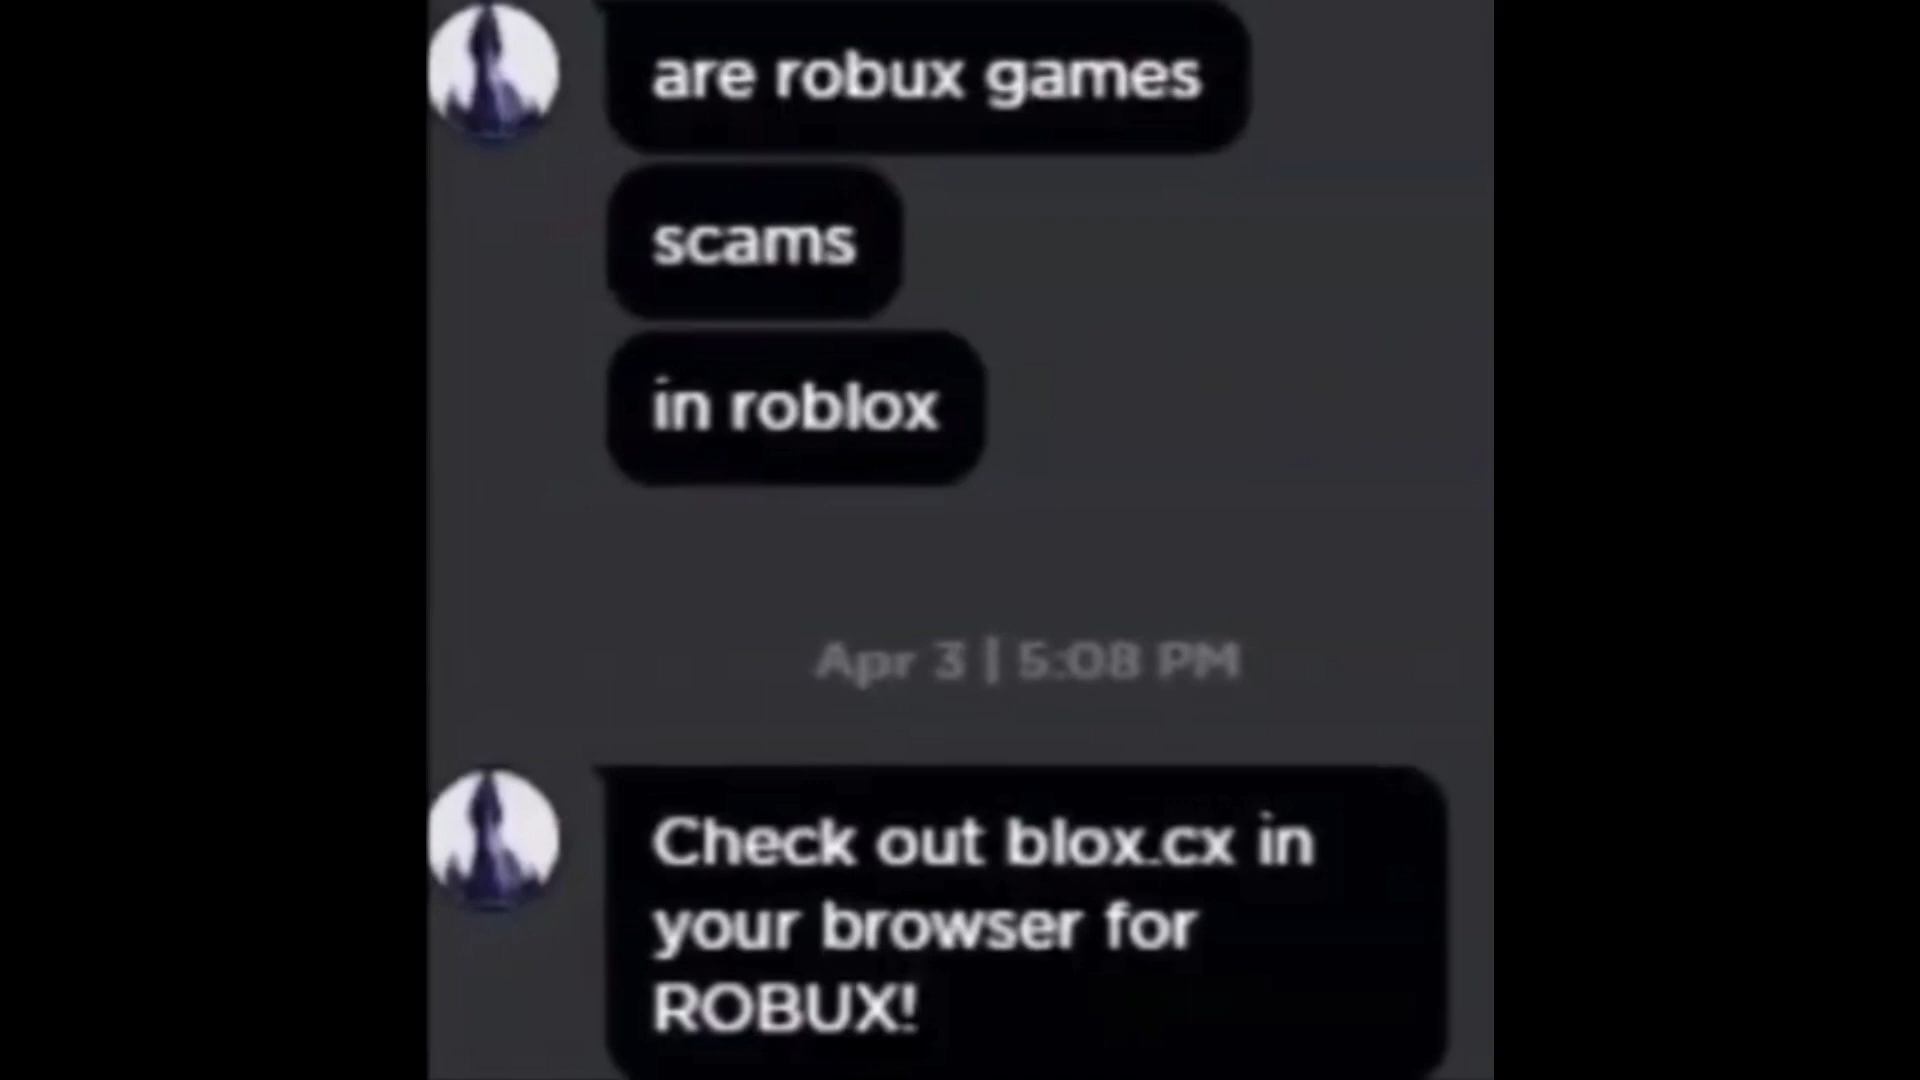 are robux games
scams
in roblox
Apr 3 | 5:08 PM
Check out blox.cx in
your browser for
ROBUX!